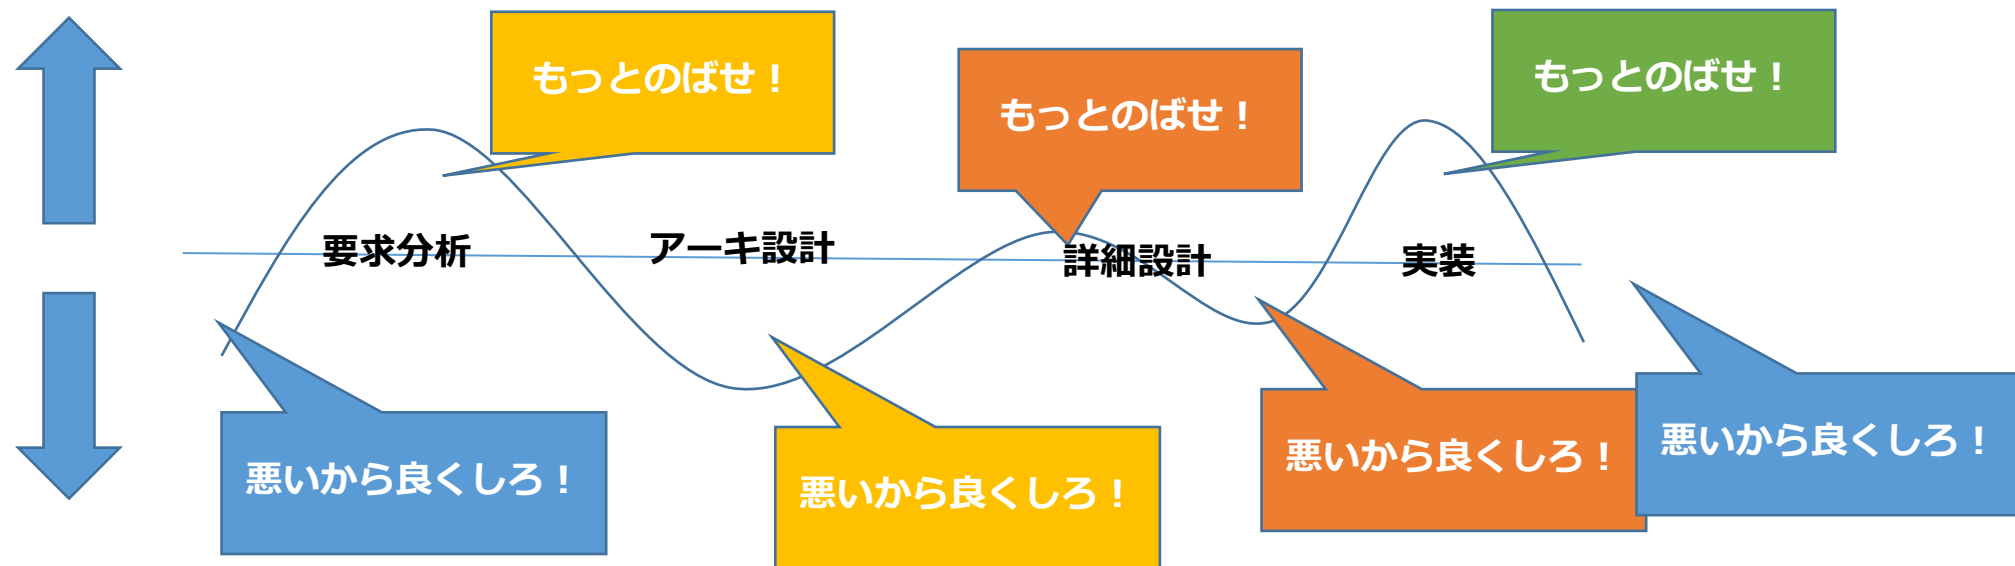 もっとのばせ！
もっとのばせ！
もっとのばせ！
要求分析
アーキ設計
詳細設計
実装
悪いから良くしろ！
悪いから良くしろ！
悪いから良くしろ！
悪いから良くしろ！